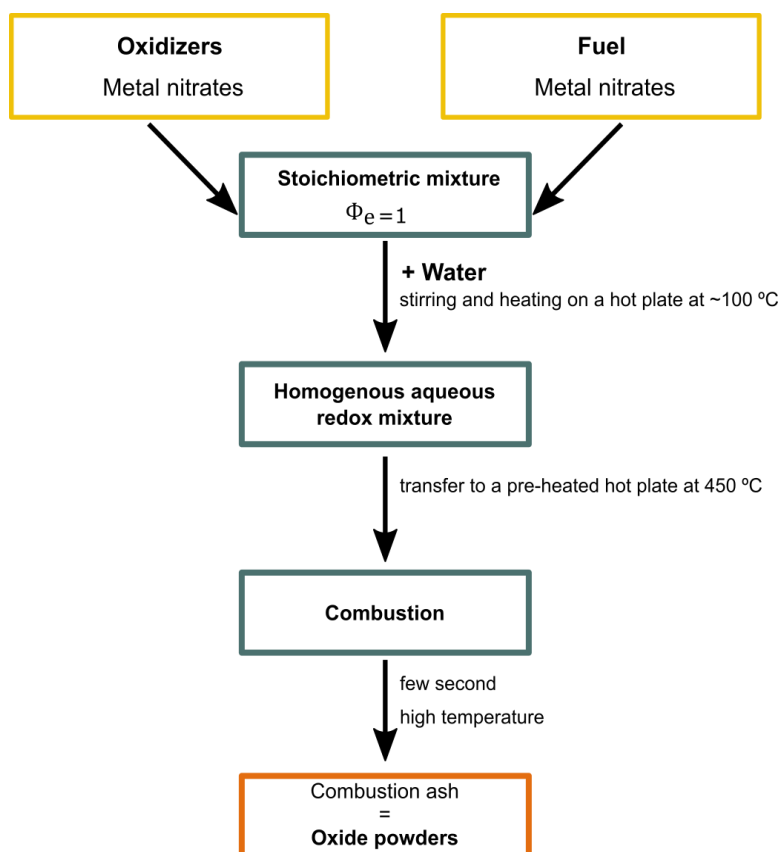 Oxidizers
Metal nitrates
Fuel
Metal nitrates
Stoichiometric mixture
Φe=1
+ Water
stirring and heating on a hot plate at ~100 ºC
Homogenous aqueous
redox mixture
transfer to a pre-heated hot plate at 450 ºC
Combustion
few second
high temperature
Combustion ash
=
Oxide powders